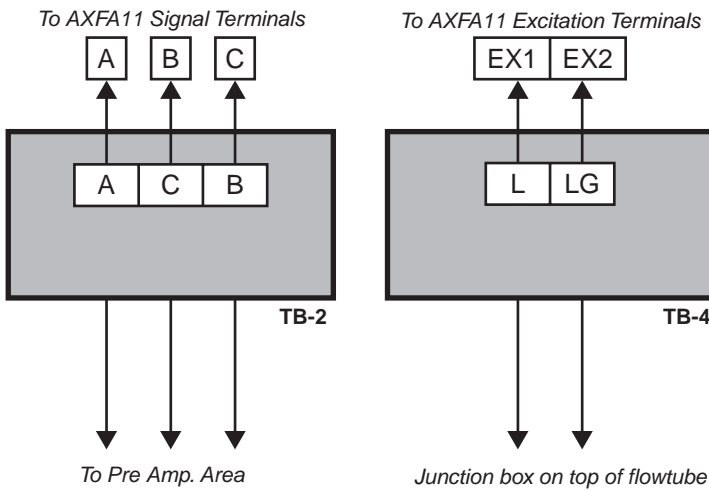 To AXFA11 Signal Terminals
A B C
A C B
TB-2
To Pre Amp. Area
To AXFA11 Excitation Terminals
EX1 EX2
L LG
TB-4
Junction box on top of flowtube